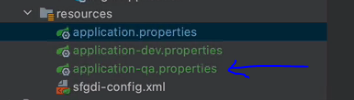 resources
application.properties
application-dev.properties
application-qa.properties
sfgdi-config.xml